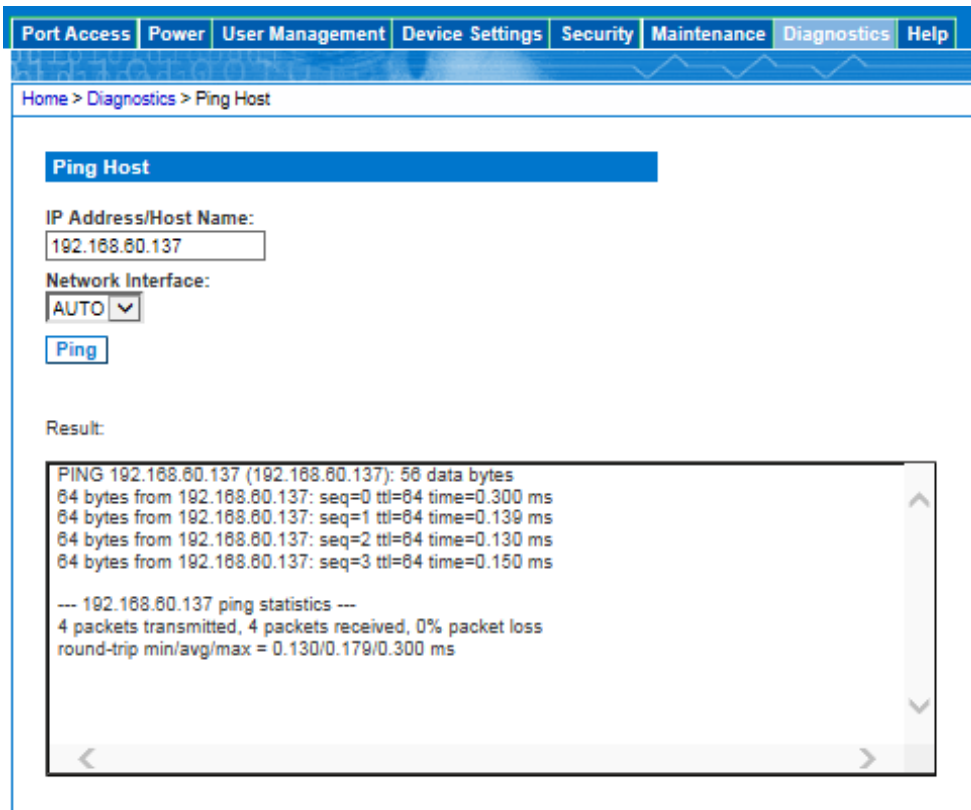 Port Access Power User Management Device Settings Security Maintenance Diagnostics Help
Home > Diagnostics > Ping Host
Ping Host
IP Address/Host Name:
192.168.60.137
Network Interface:
AUTO
Ping
Result:
PING 192.168.60.137 (192.168.60.137): 56 data bytes
64 bytes from 192.168.60.137: seq=0 ttl=64 time=0.300 ms
64 bytes from 192.168.60.137: seq=1 ttl=64 time=0.139 ms
64 bytes from 192.168.60.137: seq=2 ttl=64 time=0.130 ms
64 bytes from 192.168.60.137: seq=3 ttl=64 time=0.150 ms
--- 192.168.60.137 ping statistics ---
4 packets transmitted, 4 packets received, 0% packet loss
round-trip min/avg/max = 0.130/0.179/0.300 ms